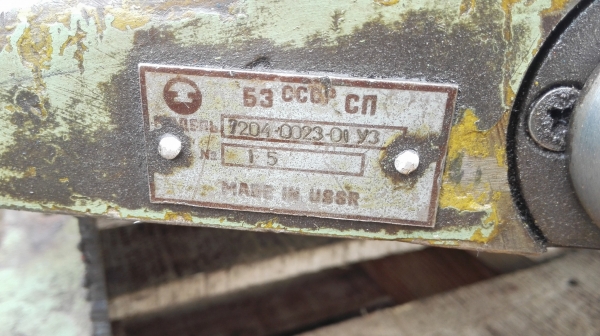 БЗ СССР СП
МОДЕЛЬ 7204-0023-01 У3
№ 15
MADE IN USSR